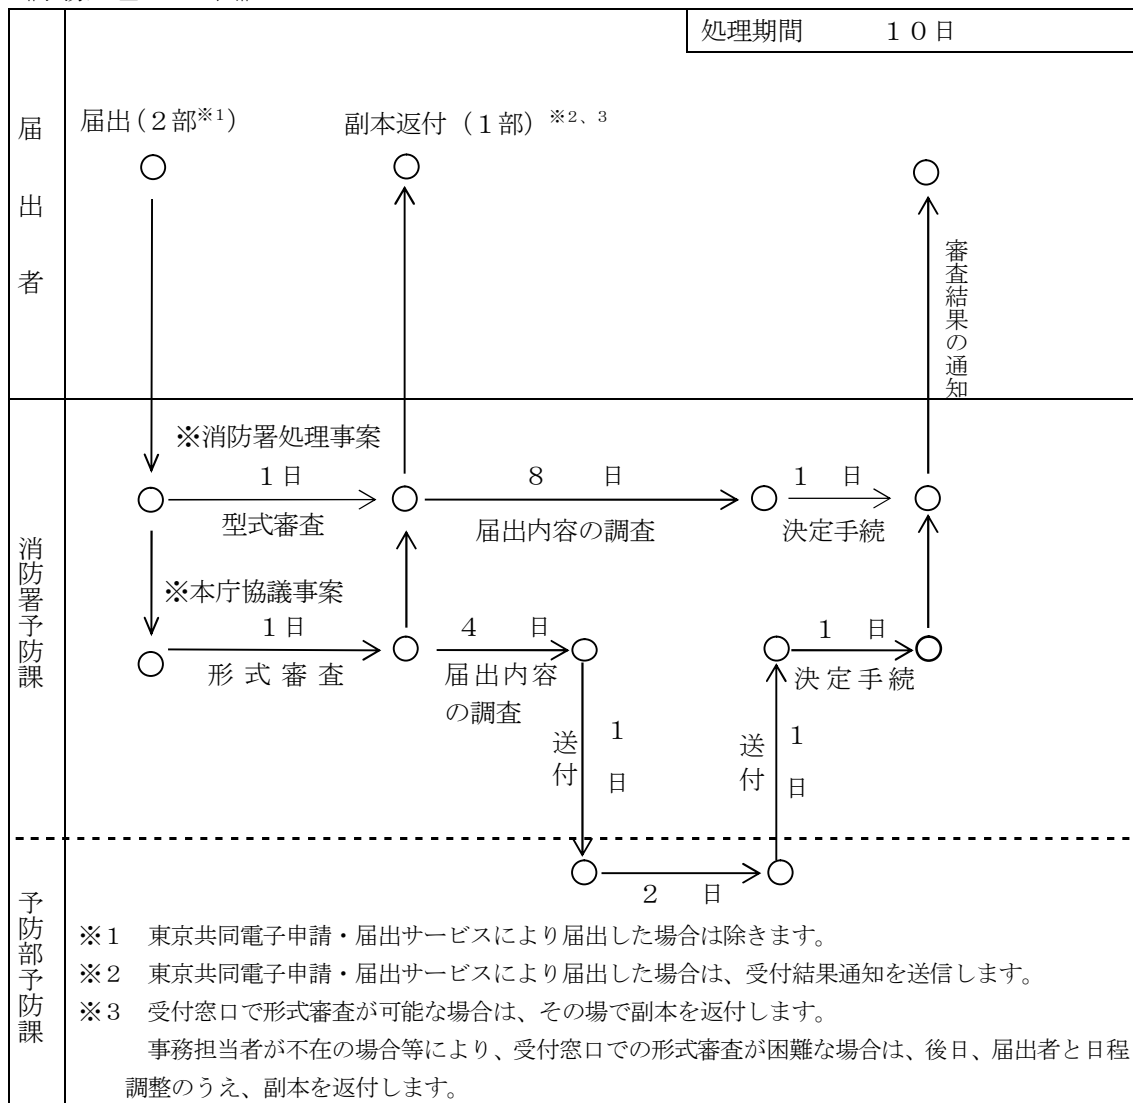 処理期間　１０日
届出者
届出（２部※1）
副本返付（１部）※2、3
審査結果の通知
消防署予防課
※消防署処理事案
１日
型式審査
８　日
届出内容の調査
１　日
決定手続
※本庁協議事案
１日
形式審査
４　日
届出内容
の調査
１　日
決定手続
送付
１日
送付
１日
予防部予防課
２　日
※１　東京共同電子申請・届出サービスにより届出した場合は除きます。
※２　東京共同電子申請・届出サービスにより届出した場合は、受付結果通知を送信します。
※３　受付窓口で形式審査が可能な場合は、その場で副本を返付します。
事務担当者が不在の場合等により、受付窓口での形式審査が困難な場合は、後日、届出者と日程
調整のうえ、副本を返付します。